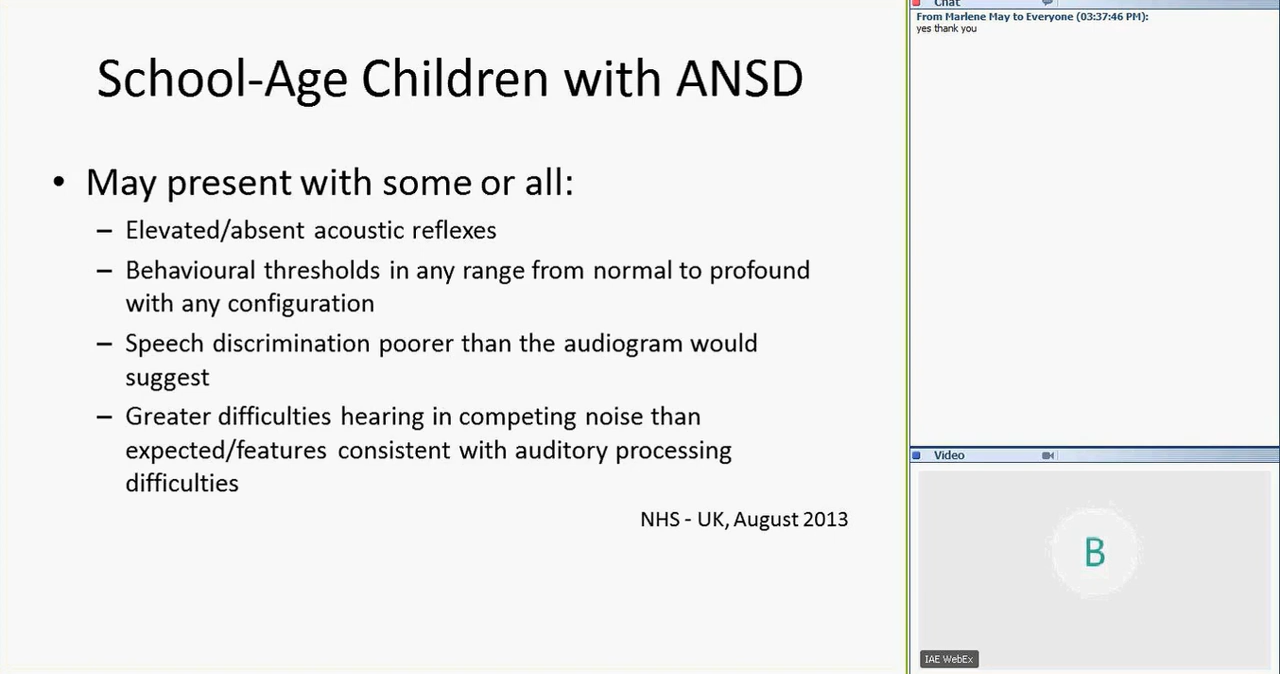 School-Age Children with ANSD
• May present with some or all:
– Elevated/absent acoustic reflexes
– Behavioural thresholds in any range from normal to profound
with any configuration
– Speech discrimination poorer than the audiogram would
suggest
– Greater difficulties hearing in competing noise than
expected/features consistent with auditory processing
difficulties
NHS - UK, August 2013
Chat
From Marlene May to Everyone (03:37:46 PM):
yes thank you
Video
B
IAE WebEx